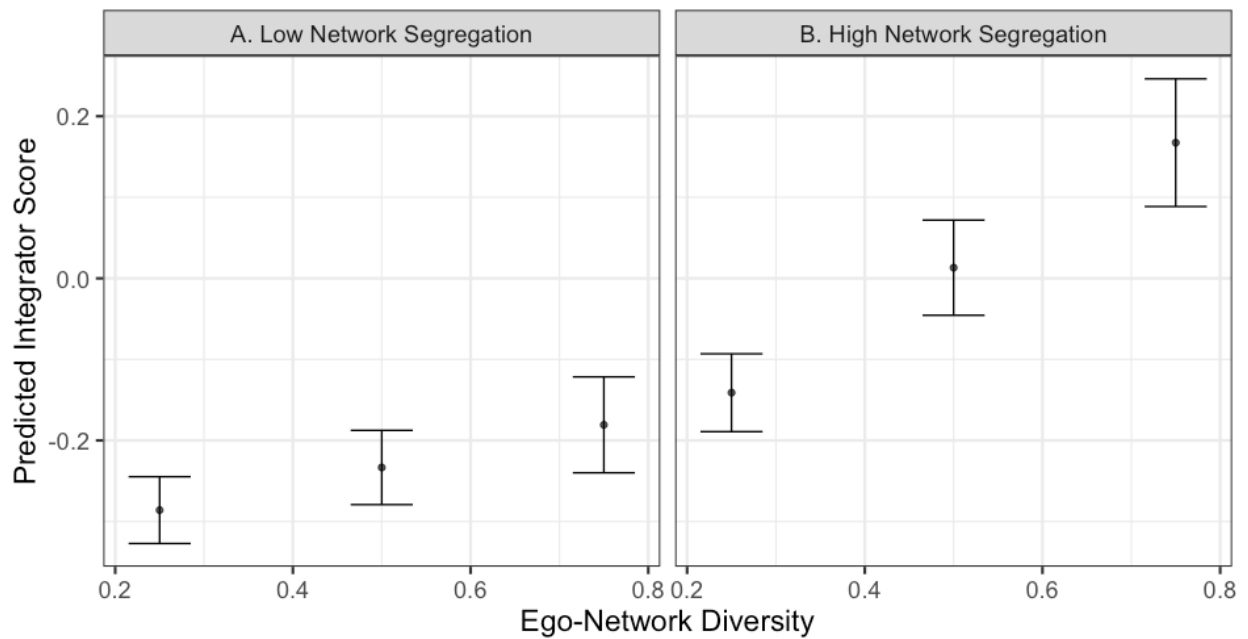 A. Low Network Segregation
B. High Network Segregation
Predicted Integrator Score
0.2
0.0
-0.2
0.2 0.4 0.6 0.8 0.2 0.4 0.6 0.8
Ego-Network Diversity